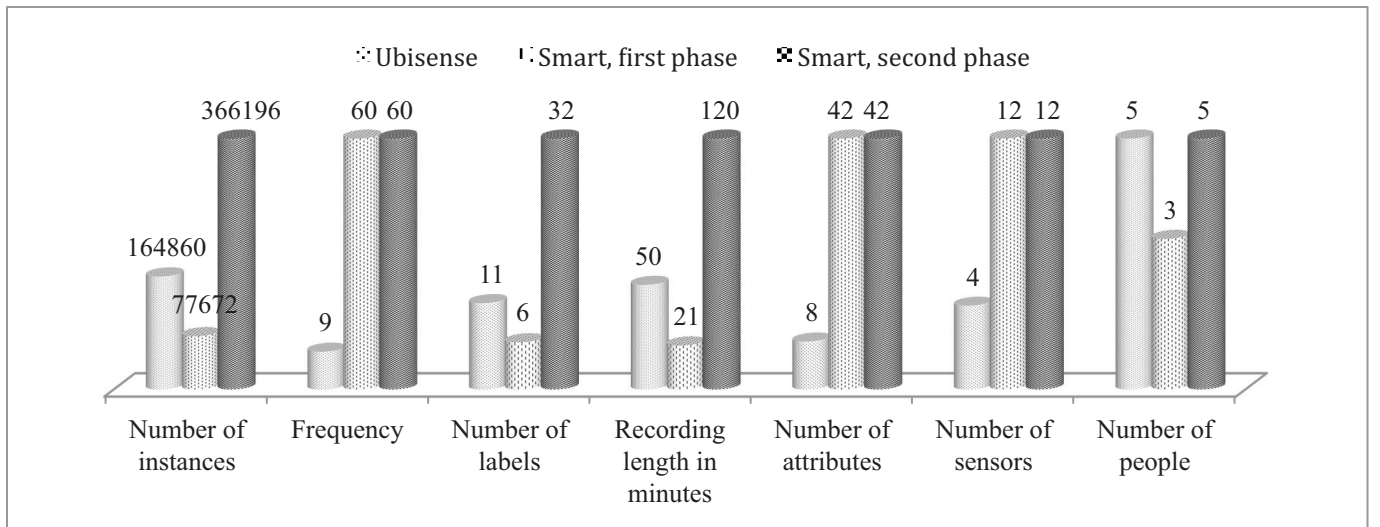 Ubisense Smart, first phase Smart, second phase
366196 60 60 32 120 42 42 12 12 5 5
164860 77672 9 11 6 50 21 8 4 3
Number of instances
Frequency
Number of labels
Recording length in minutes
Number of attributes
Number of sensors
Number of people